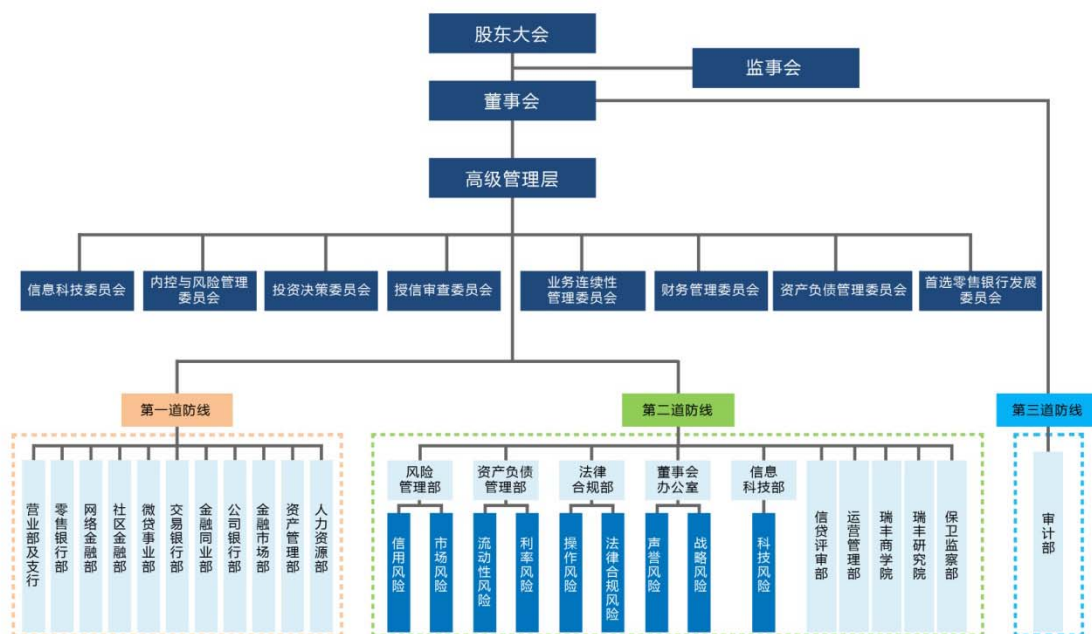 股东大会
监事会
董事会
高级管理层
信息科技委员会
内控与风险管理
委员会
投资决策委员会
授信审查委员会
业务连续性
管理委员会
财务管理委员会
资产负债管理委员会
首选零售银行发展
委员会
第一道防线
第二道防线
第三道防线
营业部及支行
零售银行部
网络金融部
社区金融部
微贷事业部
交易银行部
金融同业部
公司银行部
金融市场部
资产管理部
人力资源部
风险
管理部
资产负债
管理部
法律
合规部
董事会
办公室
信息
科技部
信用风险
市场风险
流动性风险
利率风险
操作风险
法律合规风险
声誉风险
战略风险
科技风险
信贷评审部
运营管理部
瑞丰商学院
瑞丰研究院
保卫监察部
审计部